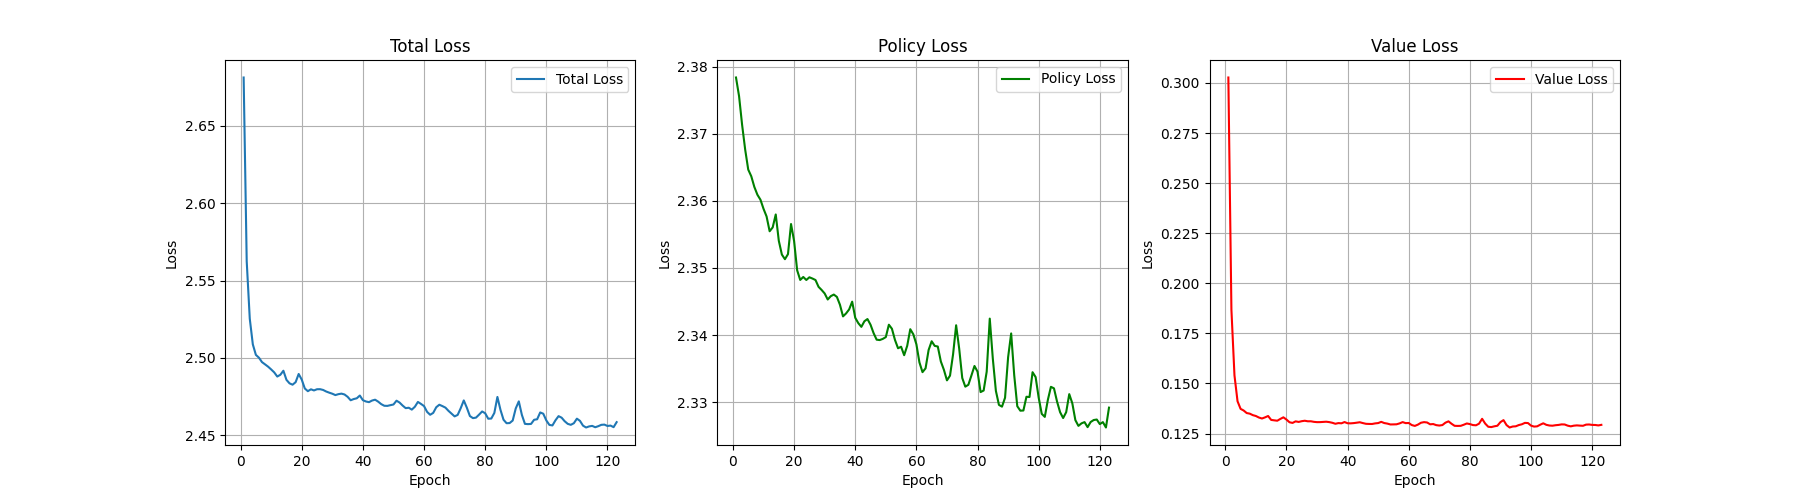 Total Loss
Total Loss
2.65
2.60
2.55
2.50
2.45
Loss
0 20 40 60 80 100 120
Epoch
Policy Loss
Policy Loss
2.38
2.37
2.36
2.35
2.34
2.33
Loss
0 20 40 60 80 100 120
Epoch
Value Loss
Value Loss
0.300
0.275
0.250
0.225
0.200
0.175
0.150
0.125
Loss
0 20 40 60 80 100 120
Epoch